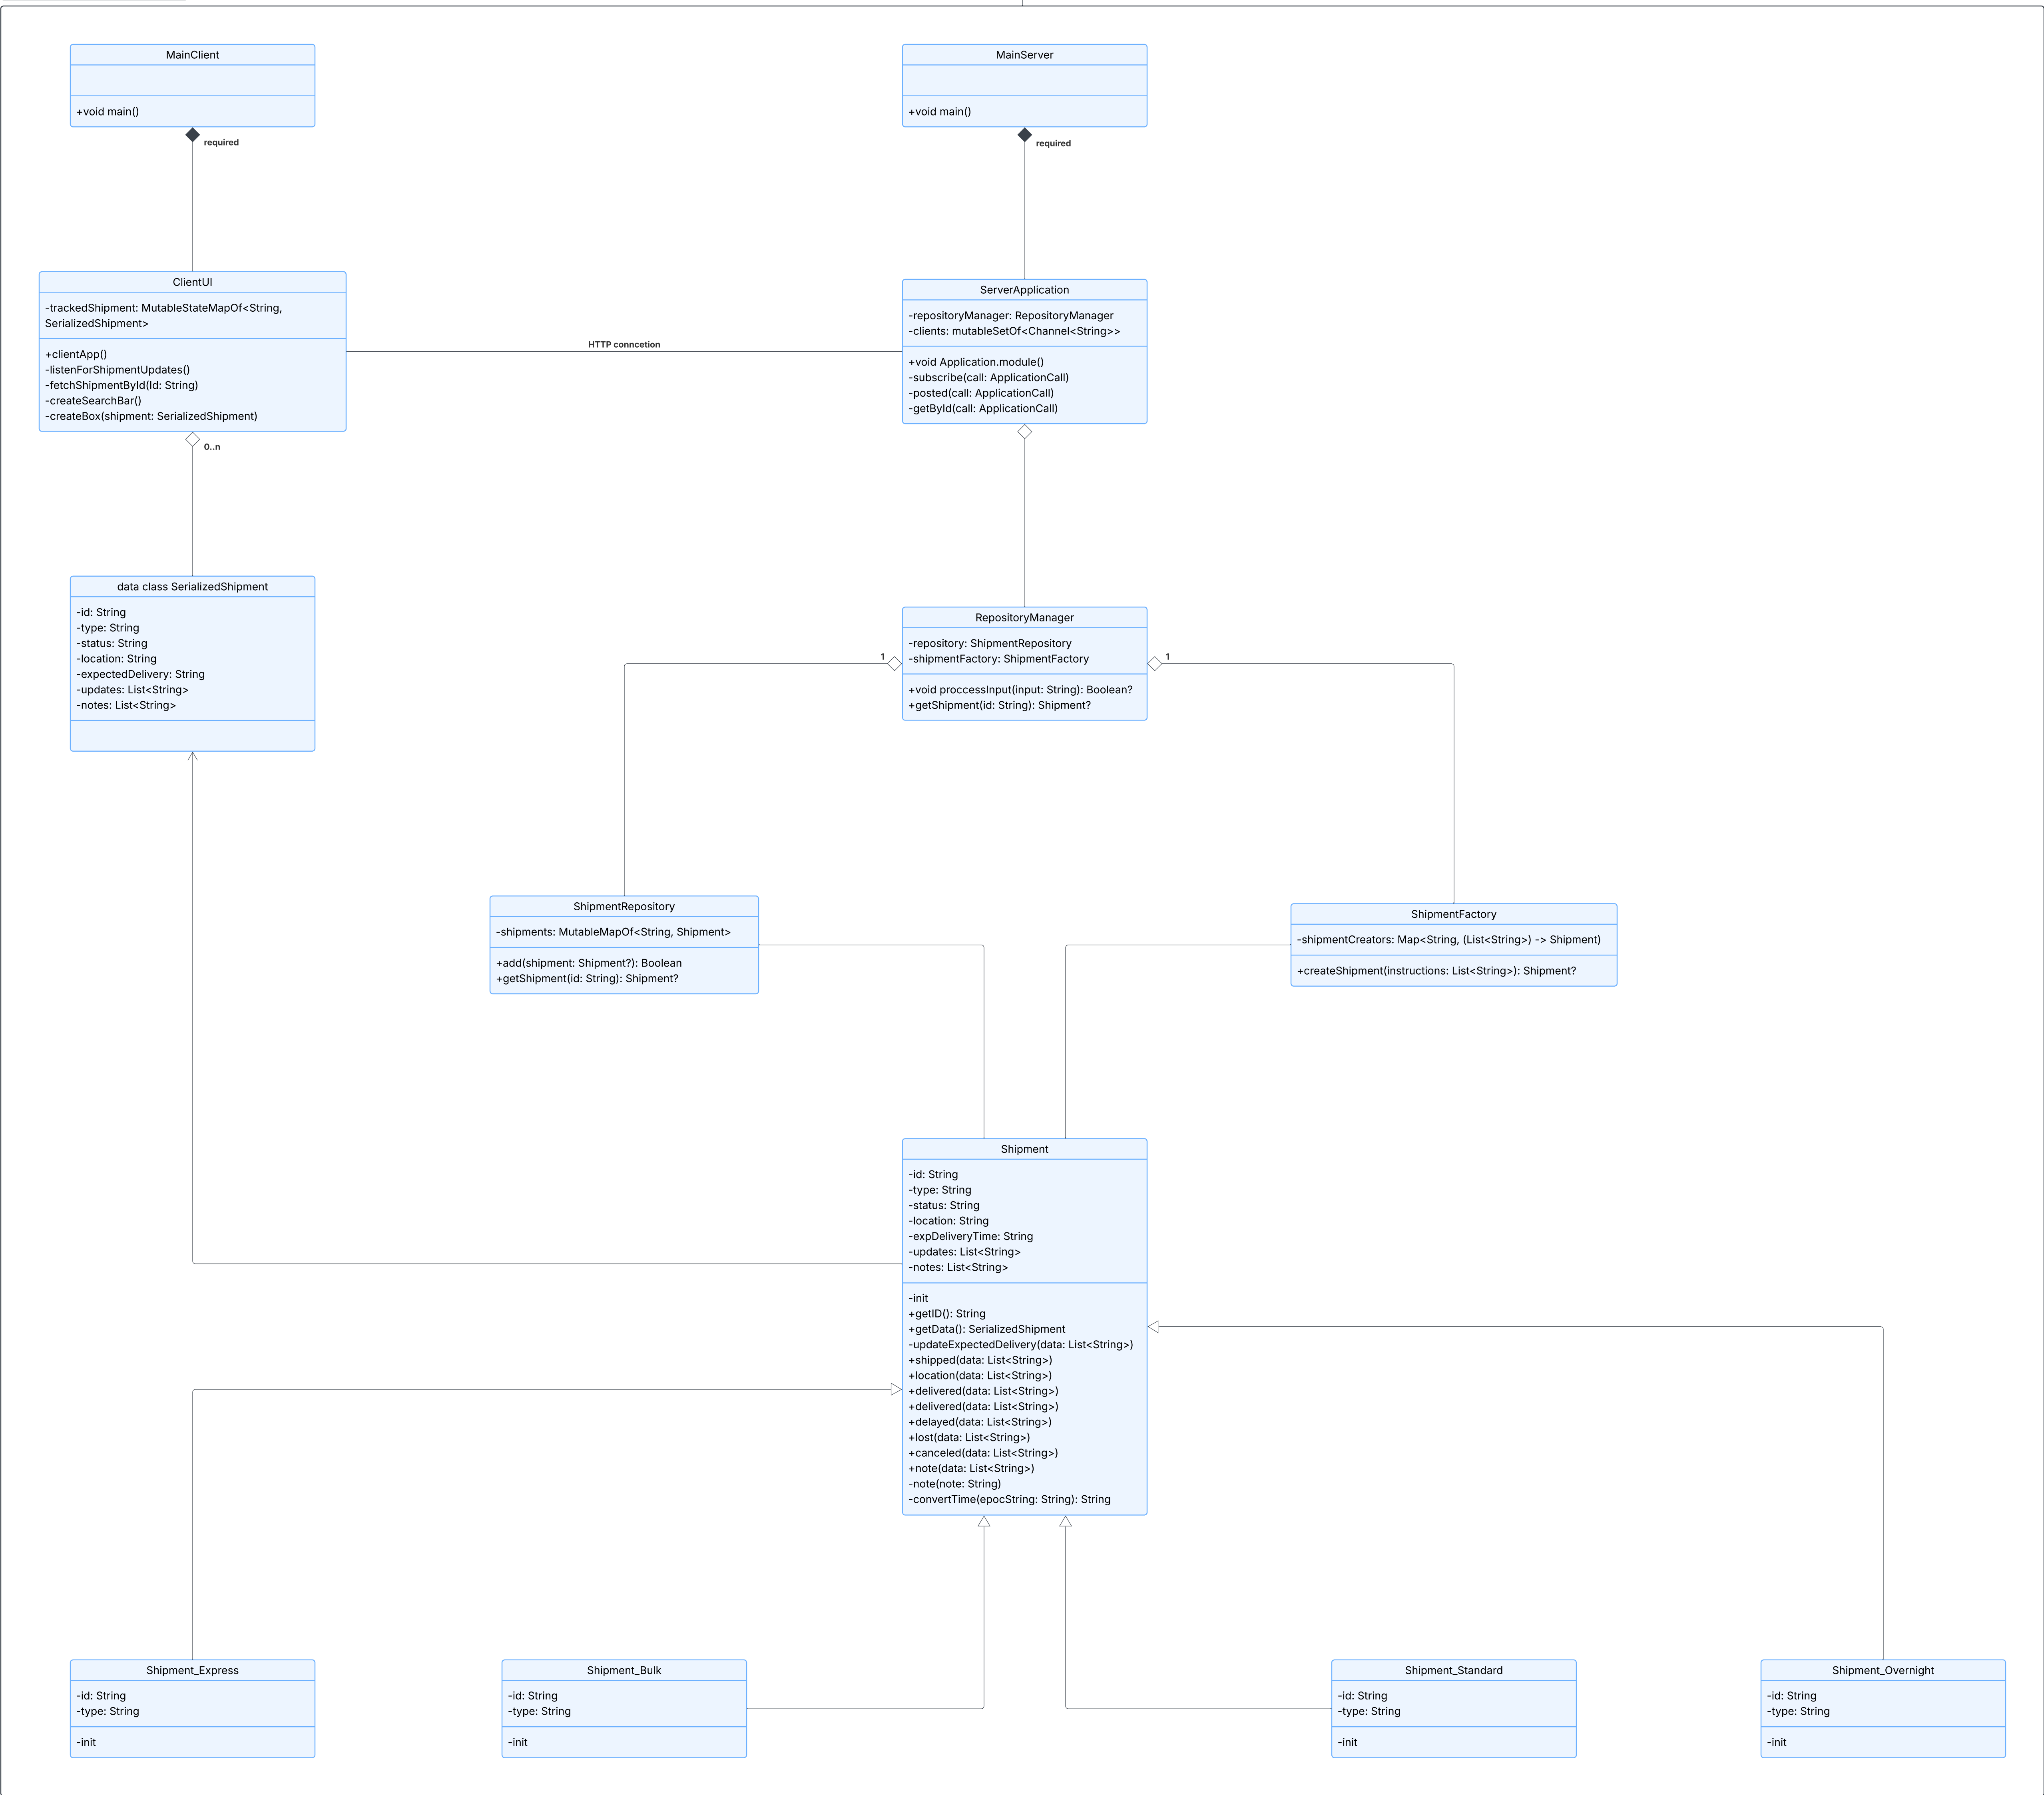 MainClient
+void main()
required
MainServer
+void main()
required
ClientUI
-trackedShipment: MutableStateMapOf<String,
SerializedShipment>
+clientApp()
-listenForShipmentUpdates()
-fetchShipmentById(Id: String)
-createSearchBar()
-createBox(shipment: SerializedShipment)
0..n
HTTP conncetion
ServerApplication
-repositoryManager: RepositoryManager
-clients: mutableSetOf<Channel<String>>
+void Application.module()
-subscribe(call: ApplicationCall)
-posted(call: ApplicationCall)
-getById(call: ApplicationCall)
data class SerializedShipment
-id: String
-type: String
-status: String
-location: String
-expectedDelivery: String
-updates: List<String>
-notes: List<String>
RepositoryManager
-repository: ShipmentRepository
-shipmentFactory: ShipmentFactory
+void proccessInput(input: String): Boolean?
+getShipment(id: String): Shipment?
1
1
ShipmentRepository
-shipments: MutableMapOf<String, Shipment>
+add(shipment: Shipment?): Boolean
+getShipment(id: String): Shipment?
ShipmentFactory
-shipmentCreators: Map<String, (List<String>) -> Shipment)
+createShipment(instructions: List<String>): Shipment?
Shipment
-id: String
-type: String
-status: String
-location: String
-expDeliveryTime: String
-updates: List<String>
-notes: List<String>
-init
+getID(): String
+getData(): SerializedShipment
-updateExpectedDelivery(data: List<String>)
+shipped(data: List<String>)
+location(data: List<String>)
+delivered(data: List<String>)
+delivered(data: List<String>)
+delayed(data: List<String>)
+lost(data: List<String>)
+canceled(data: List<String>)
+note(data: List<String>)
-note(note: String)
-convertTime(epocString: String): String
Shipment_Express
-id: String
-type: String
-init
Shipment_Bulk
-id: String
-type: String
-init
Shipment_Standard
-id: String
-type: String
-init
Shipment_Overnight
-id: String
-type: String
-init